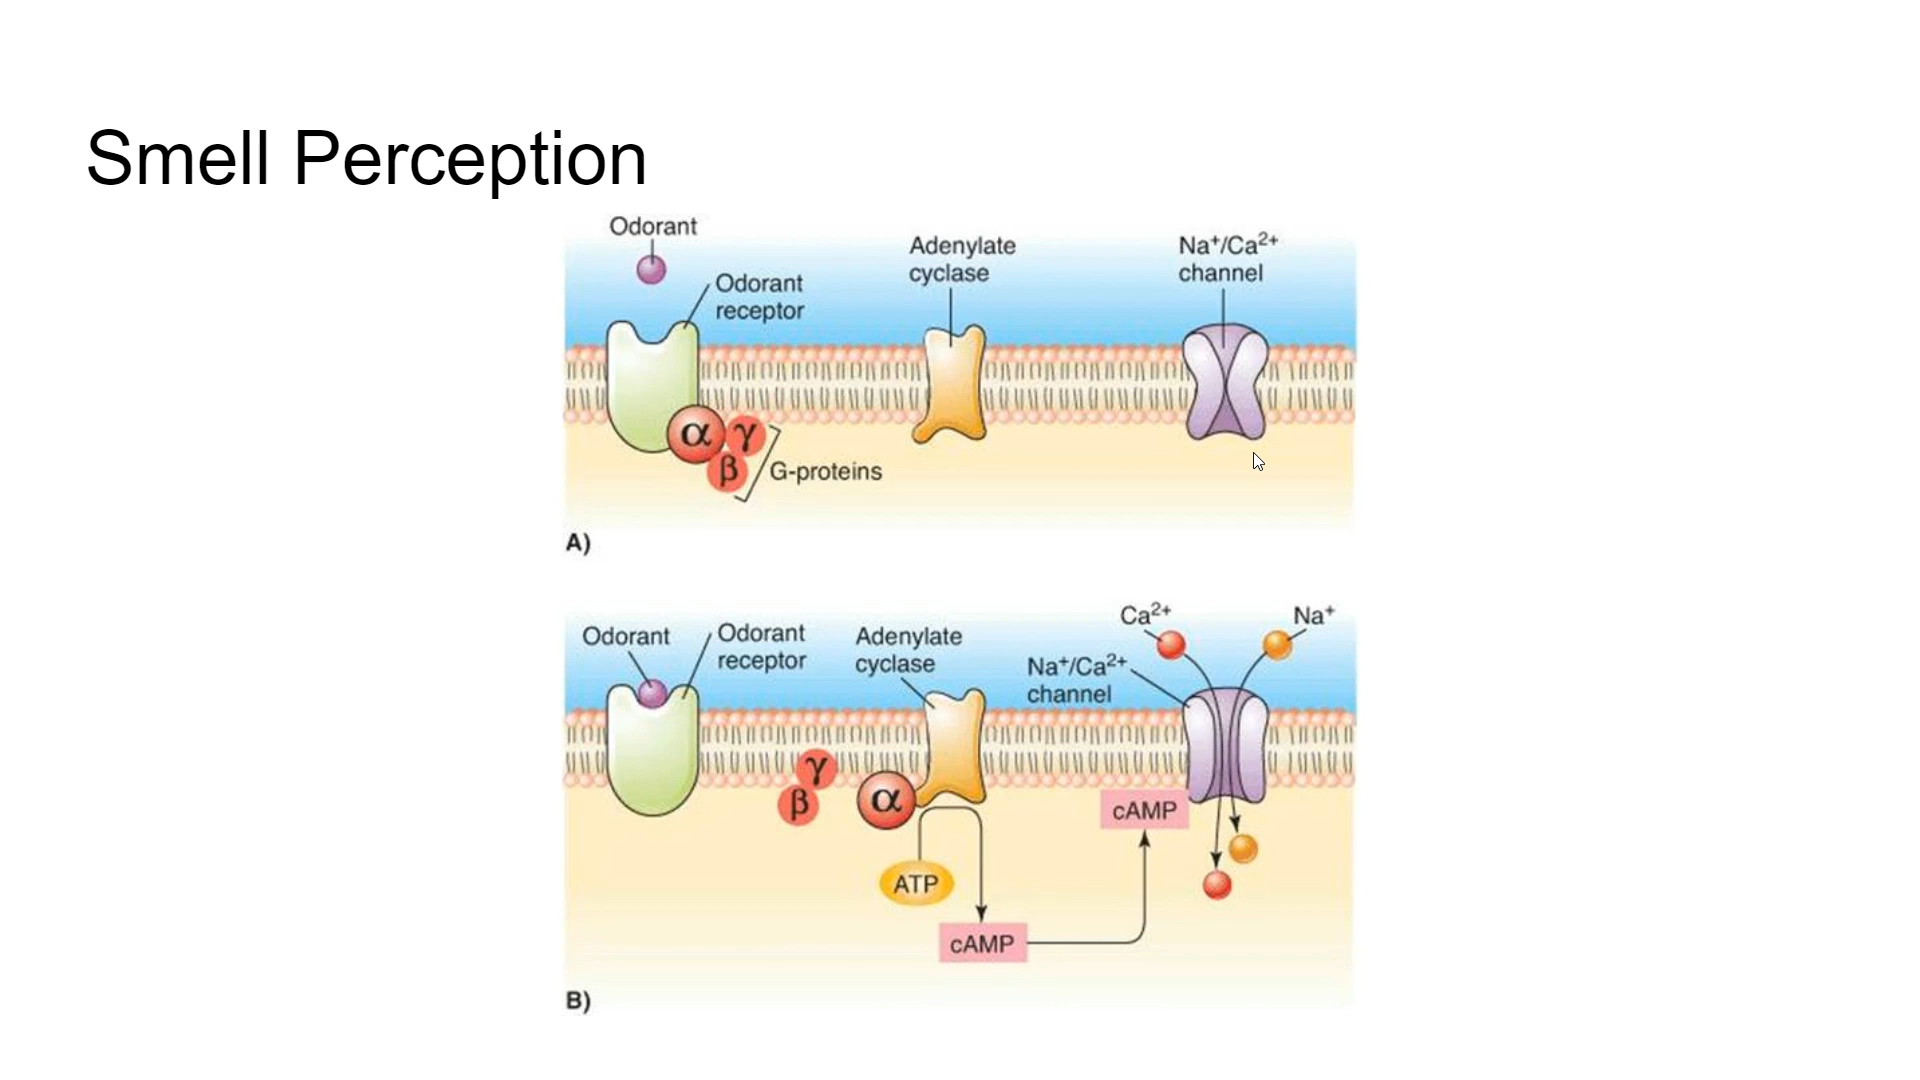 Smell Perception
Odorant
Odorant
receptor
Adenylate
cyclase
Na⁺/Ca²⁺
channel
α
γ
β
G-proteins
A)
Odorant
Odorant
receptor
Adenylate
cyclase
Na⁺/Ca²⁺
channel
Ca²⁺
Na⁺
γ
β
α
cAMP
ATP
cAMP
B)